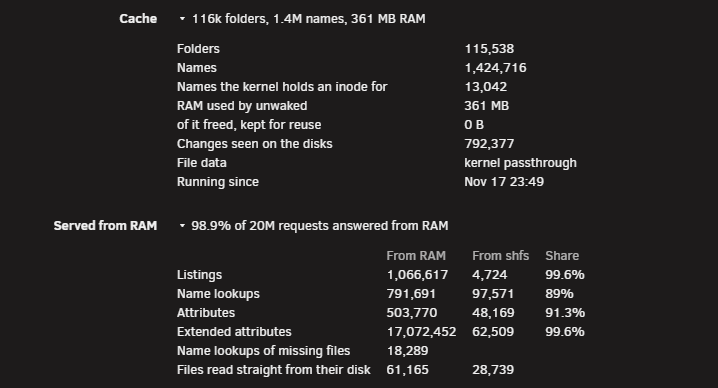 Cache ▾ 116k folders, 1.4M names, 361 MB RAM
Folders 115,538
Names 1,424,716
Names the kernel holds an inode for 13,042
RAM used by unwaked 361 MB
of it freed, kept for reuse 0 B
Changes seen on the disks 792,377
File data kernel passthrough
Running since Nov 17 23:49
Served from RAM ▾ 98.9% of 20M requests answered from RAM
From RAM From shfs Share
Listings 1,066,617 4,724 99.6%
Name lookups 791,691 97,571 89%
Attributes 503,770 48,169 91.3%
Extended attributes 17,072,452 62,509 99.6%
Name lookups of missing files 18,289
Files read straight from their disk 61,165 28,739